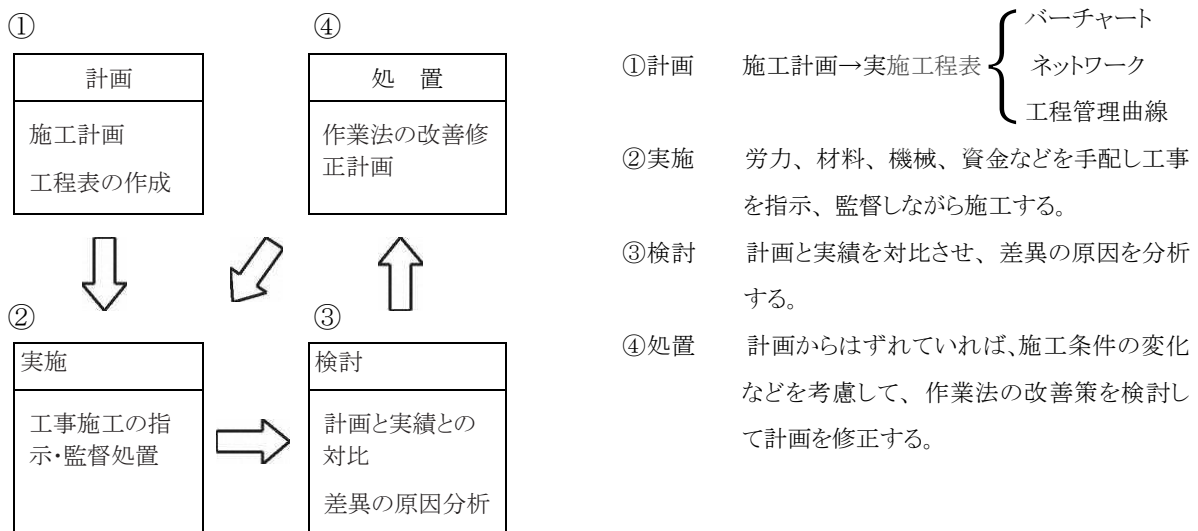 ①
④
計画
施工計画
工程表の作成
処　置
作業法の改善修
正計画
②
③
実施
工事施工の指
示・監督処置
検討
計画と実績との
対比
差異の原因分析
①計画　施工計画→実施工程表
バーチャート
ネットワーク
工程管理曲線
②実施　労力、材料、機械、資金などを手配し工事
を指示、監督しながら施工する。
③検討　計画と実績を対比させ、差異の原因を分析
する。
④処置　計画からはずれていれば、施工条件の変化
などを考慮して、作業法の改善策を検討し
て計画を修正する。